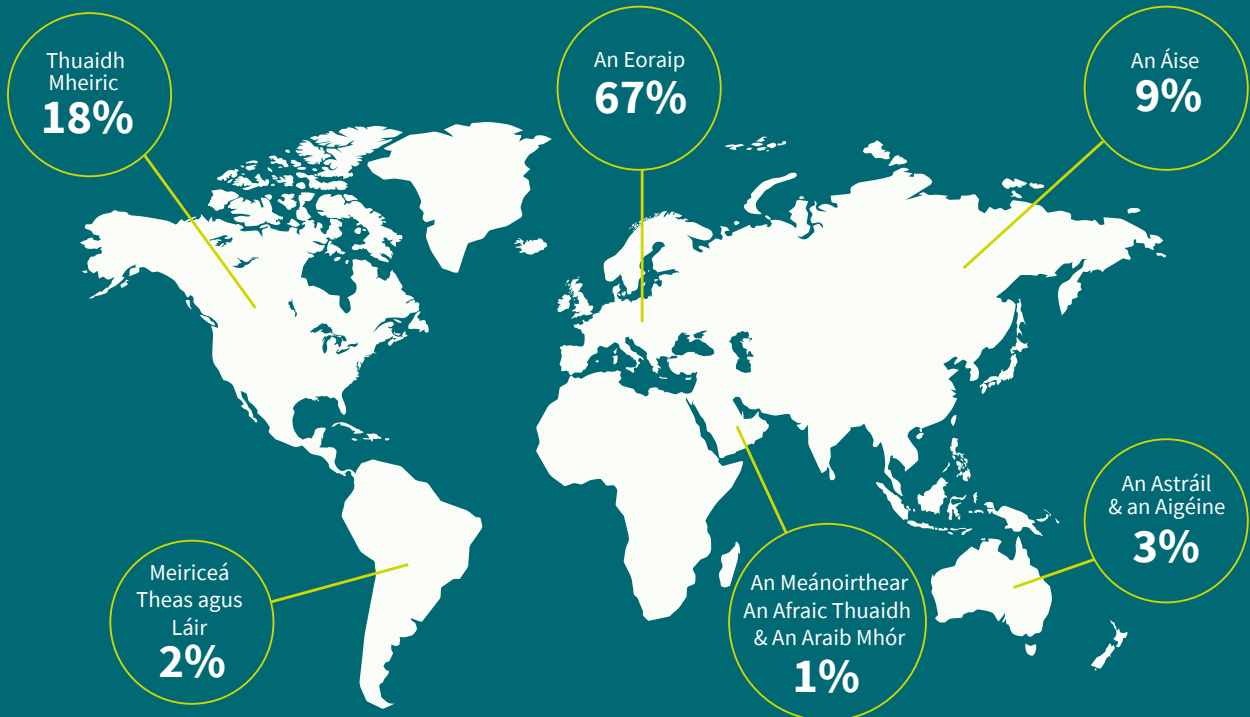 Thuaidh
Mheiric
18%
An Eoraip
67%
An Áise
9%
Meiriceá
Theas agus
Láir
2%
An Meánoirthear
An Afraic Thuaidh
& An Araib Mhór
1%
An Astráil
& an Aigéine
3%